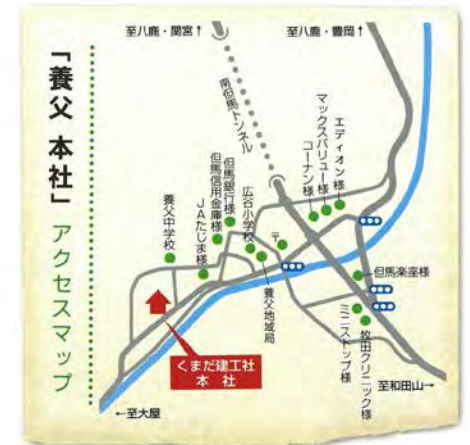 「養父 本社」 アクセスマップ
至八鹿・関宮↑
至八鹿・豊岡↑
南但馬トンネル
エディオン様
マックスバリュー様
コーナン様
〒
広谷小学校
養父地域局
但馬銀行様
但馬信用金庫様
JAたじま様
養父中学校
但馬楽座様
ミニストップ様
牧田クリニック様
くまだ建工社
本 社
至和田山→
←至大屋